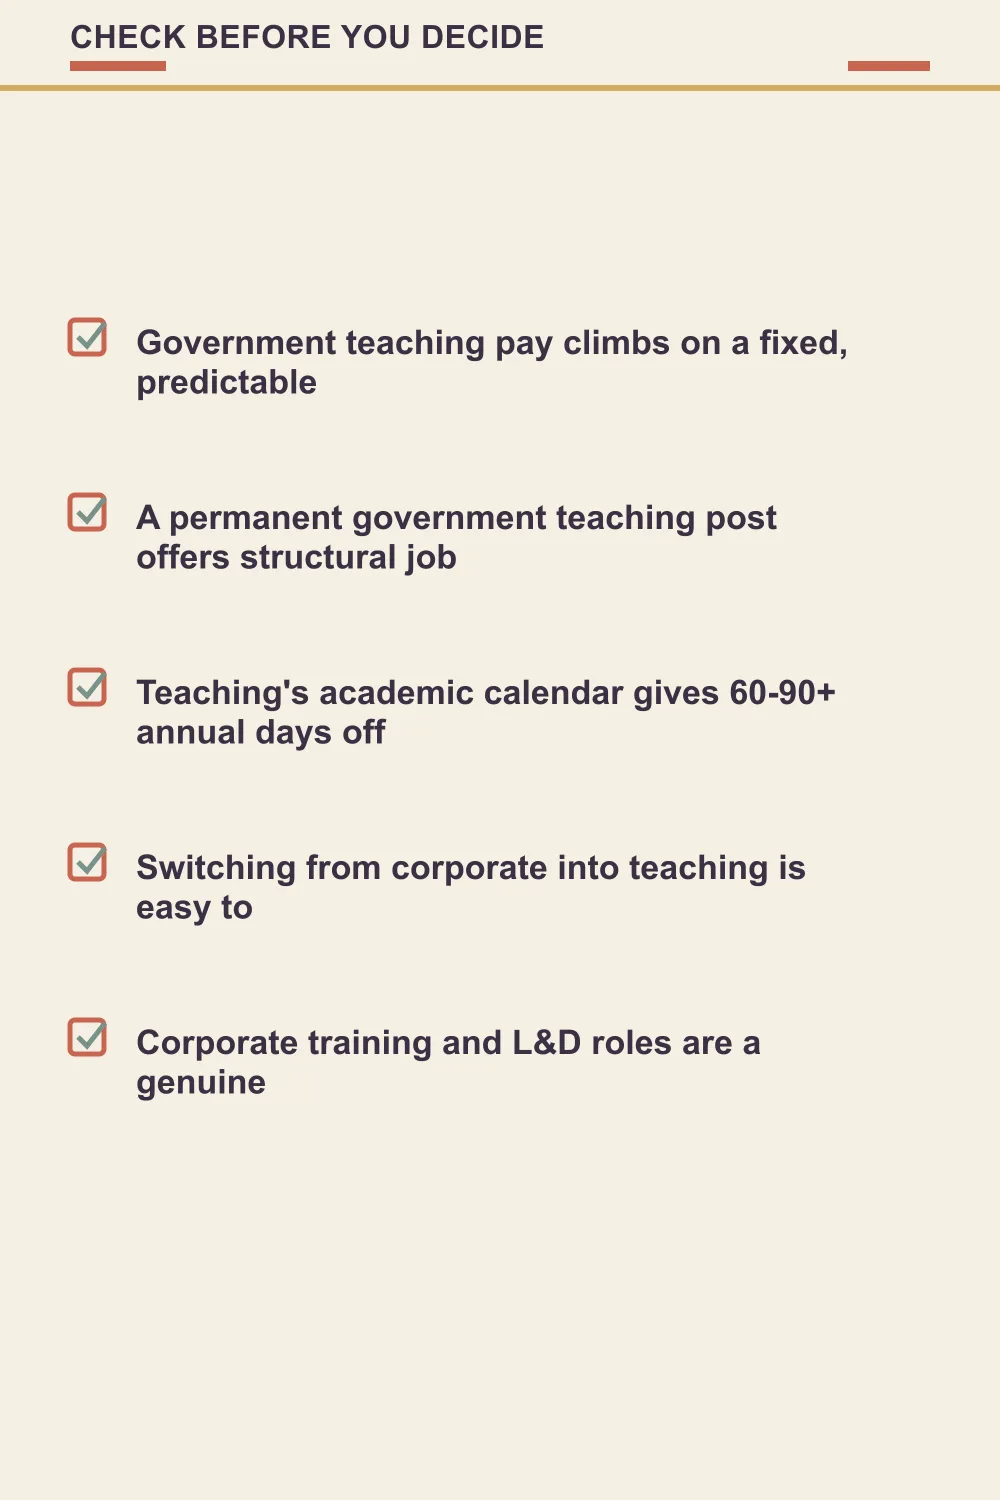 CHECK BEFORE YOU DECIDE
Government teaching pay climbs on a fixed,
predictable
A permanent government teaching post
offers structural job
Teaching's academic calendar gives 60-90+
annual days off
Switching from corporate into teaching is
easy to
Corporate training and L&D roles are a
genuine